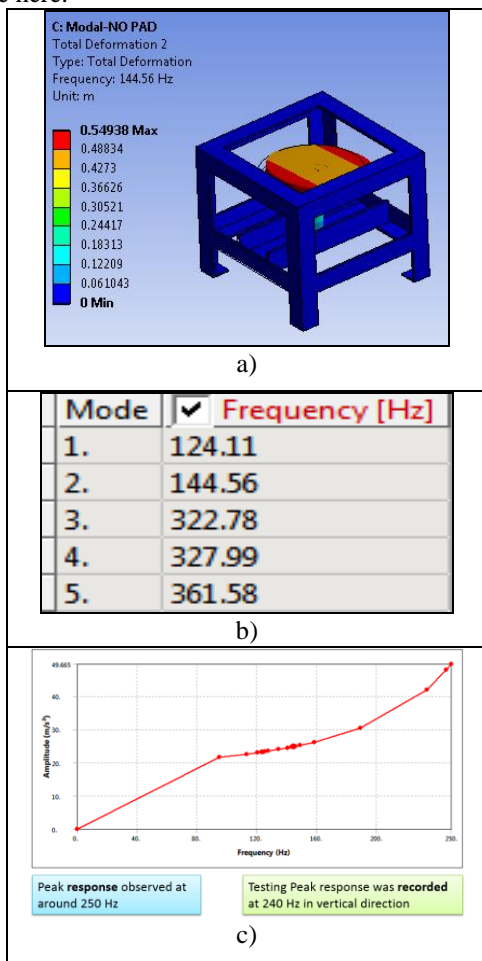 C: Modal-NO PAD
Total Deformation 2
Type: Total Deformation
Frequency: 144.56 Hz
Unit: m
0.54938 Max
0.48834
0.4273
0.36626
0.30521
0.24417
0.18313
0.12209
0.061043
0 Min
a)
Mode Frequency [Hz]
1. 124.11
2. 144.56
3. 322.78
4. 327.99
5. 361.58
b)
49.665
40.
30.
20.
10.
0.
Amplitude (m/s²)
0. 40. 80. 120. 160. 200. 250.
Frequency (Hz)
Peak response observed at
around 250 Hz
Testing Peak response was recorded
at 240 Hz in vertical direction
c)